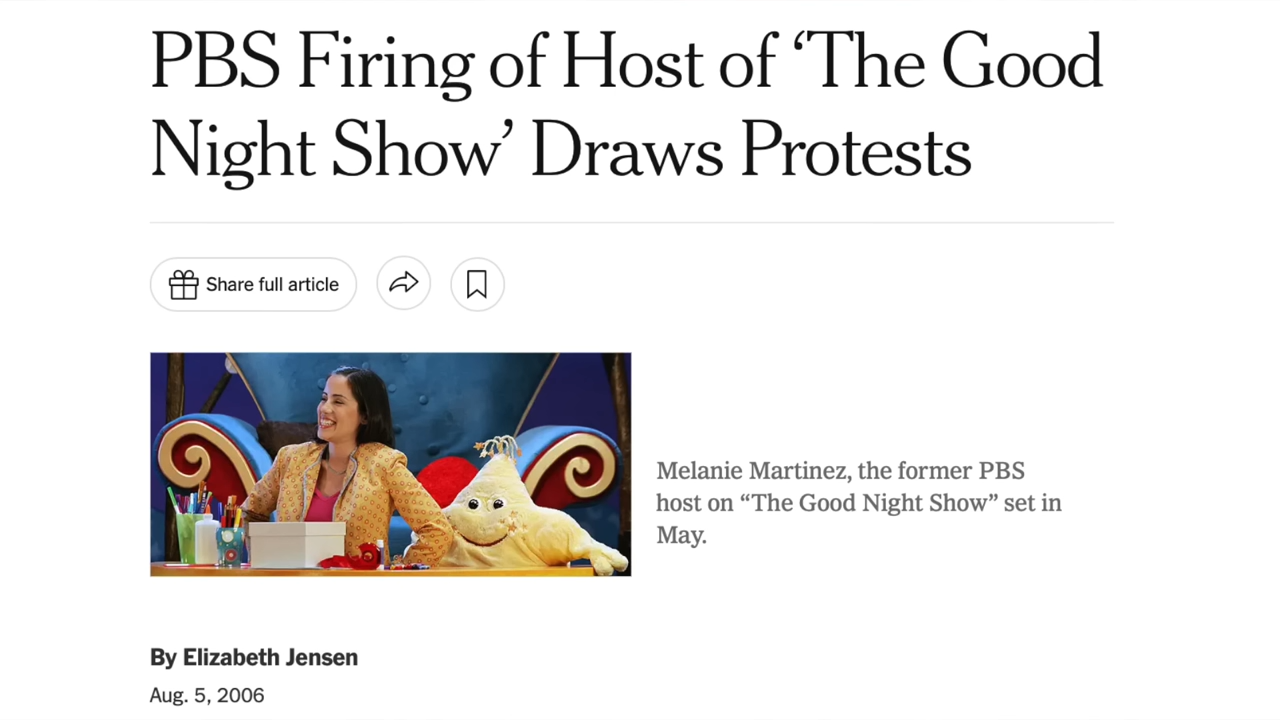 PBS Firing of Host of ‘The Good
Night Show’ Draws Protests
Share full article
Melanie Martinez, the former PBS
host on “The Good Night Show” set in
May.
By Elizabeth Jensen
Aug. 5, 2006